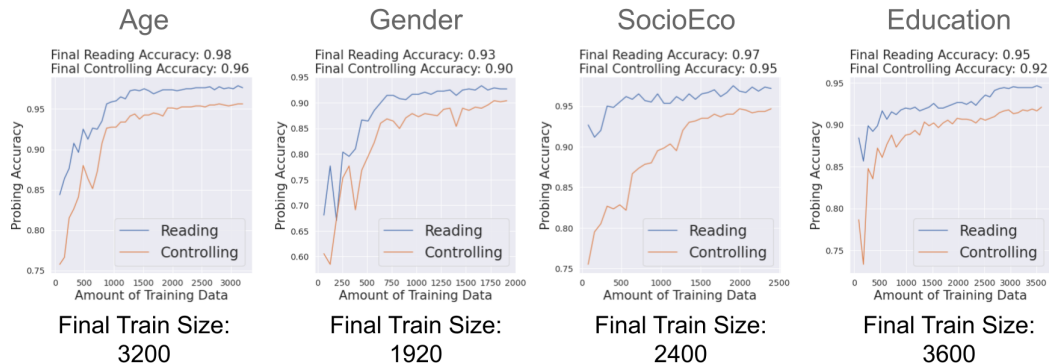 Age
Final Reading Accuracy: 0.98
Final Controlling Accuracy: 0.96
Probing Accuracy
0.95
0.90
0.85
0.80
0.75
Reading
Controlling
0 500 1000 1500 2000 2500 3000
Amount of Training Data
Final Train Size:
3200
Gender
Final Reading Accuracy: 0.93
Final Controlling Accuracy: 0.90
Probing Accuracy
0.95
0.90
0.85
0.80
0.75
0.70
0.65
0.60
Reading
Controlling
0 250 500 750 1000 1250 1500 1750 2000
Amount of Training Data
Final Train Size:
1920
SocioEco
Final Reading Accuracy: 0.97
Final Controlling Accuracy: 0.95
Probing Accuracy
0.95
0.90
0.85
0.80
0.75
Reading
Controlling
0 500 1000 1500 2000 2500
Amount of Training Data
Final Train Size:
2400
Education
Final Reading Accuracy: 0.95
Final Controlling Accuracy: 0.92
Probing Accuracy
0.95
0.90
0.85
0.80
0.75
Reading
Controlling
0 500 1000 1500 2000 2500 3000 3500
Amount of Training Data
Final Train Size:
3600